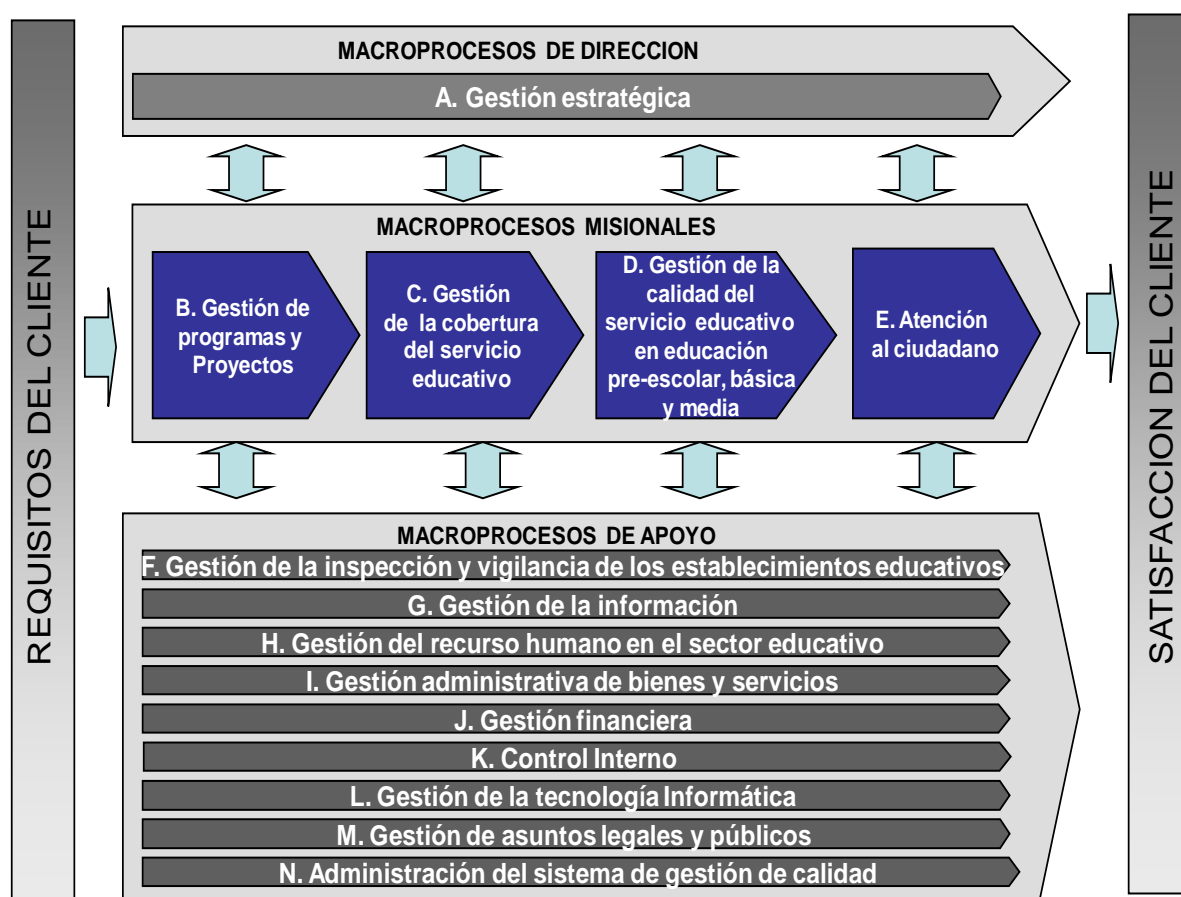 REQUISITOS DEL CLIENTE
MACROPROCESOS DE DIRECCION
A. Gestión estratégica
MACROPROCESOS MISIONALES
B. Gestión de
programas y
Proyectos
C. Gestión
de la cobertura
del servicio
educativo
D. Gestión de la
calidad del
servicio educativo
en educación
pre-escolar, básica
y media
E. Atención
al ciudadano
MACROPROCESOS DE APOYO
F. Gestión de la inspección y vigilancia de los establecimientos educativos
G. Gestión de la información
H. Gestión del recurso humano en el sector educativo
I. Gestión administrativa de bienes y servicios
J. Gestión financiera
K. Control Interno
L. Gestión de la tecnología Informática
M. Gestión de asuntos legales y públicos
N. Administración del sistema de gestión de calidad
SATISFACCION DEL CLIENTE